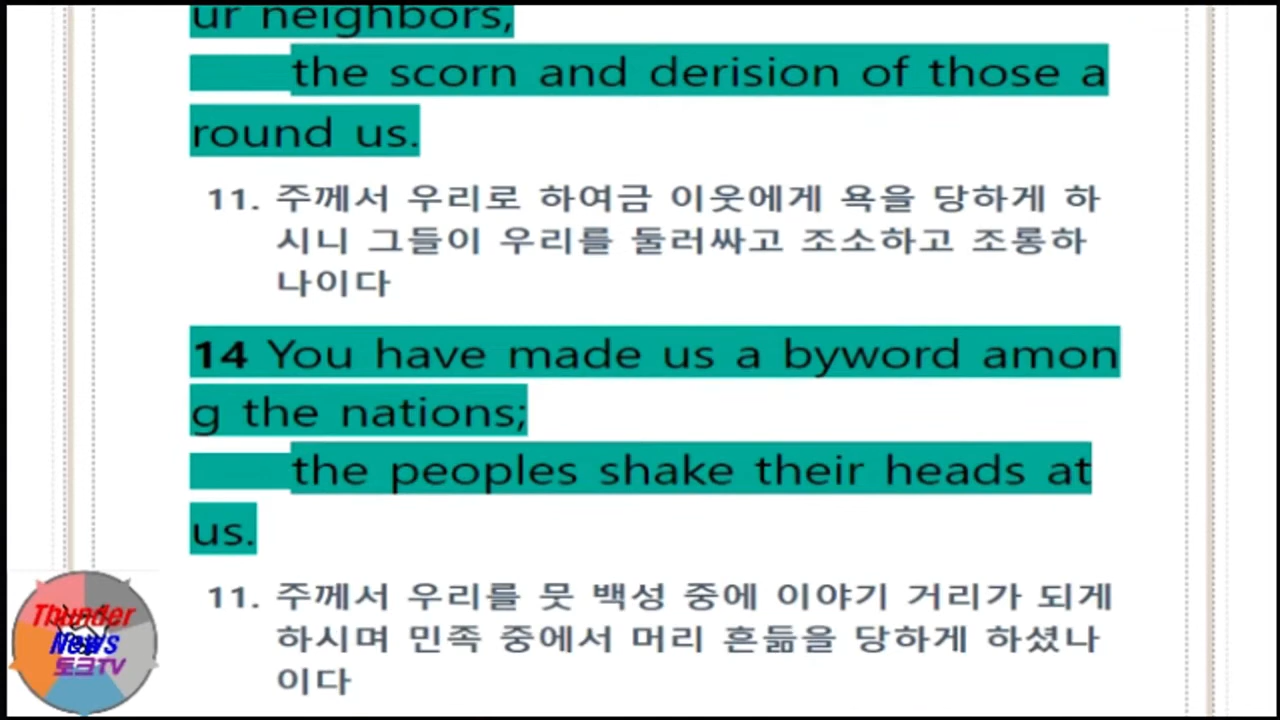 ur neighbors,
the scorn and derision of those a
round us.
11. 주께서 우리로 하여금 이웃에게 욕을 당하게 하
시니 그들이 우리를 둘러싸고 조소하고 조롱하
나이다
14 You have made us a byword amon
g the nations;
the peoples shake their heads at
us.
11. 주께서 우리를 뭇 백성 중에 이야기 거리가 되게
하시며 민족 중에서 머리 흔듦을 당하게 하셨나
이다
Thunder
News
토크TV